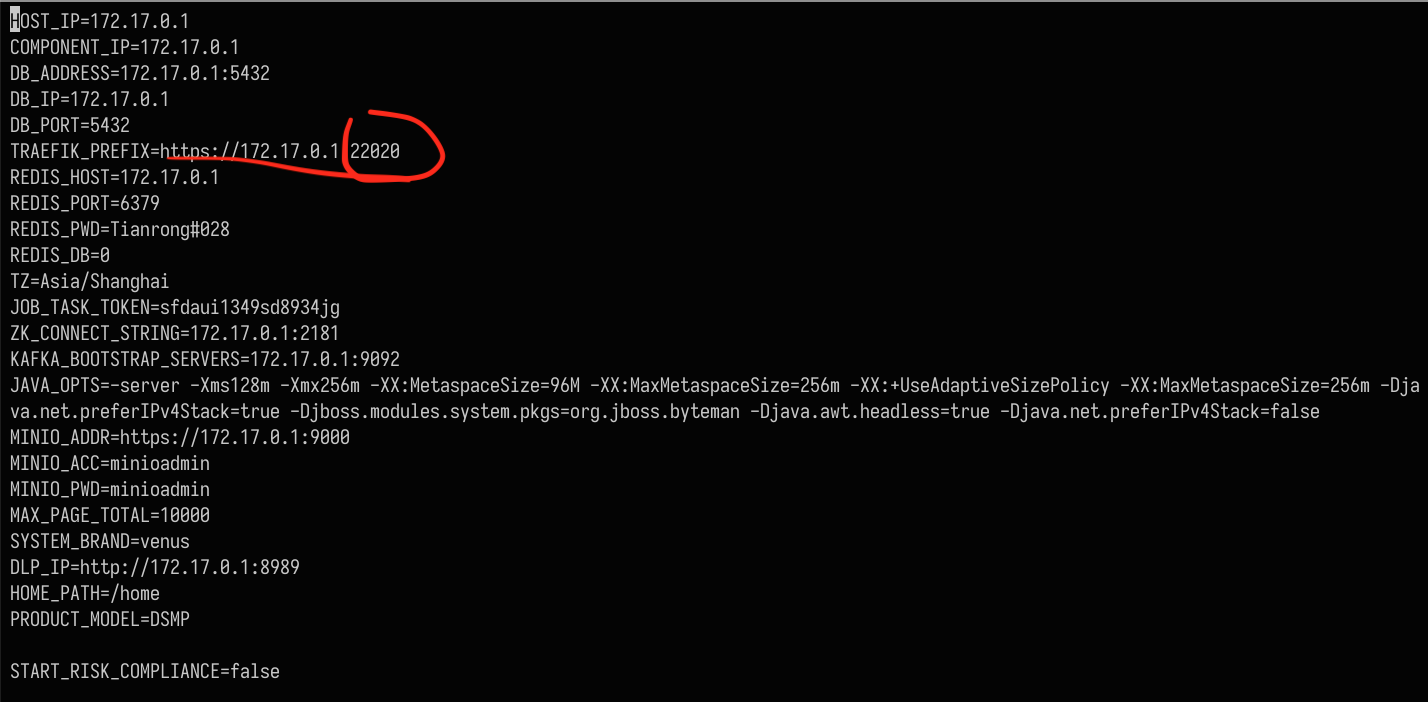 HOST_IP=172.17.0.1
COMPONENT_IP=172.17.0.1
DB_ADDRESS=172.17.0.1:5432
DB_IP=172.17.0.1
DB_PORT=5432
TRAEFIK_PREFIX=https://172.17.0.1 22020
REDIS_HOST=172.17.0.1
REDIS_PORT=6379
REDIS_PWD=Tianrong#028
REDIS_DB=0
TZ=Asia/Shanghai
JOB_TASK_TOKEN=sfdaui1349sd8934jg
ZK_CONNECT_STRING=172.17.0.1:2181
KAFKA_BOOTSTRAP_SERVERS=172.17.0.1:9092
JAVA_OPTS=-server -Xms128m -Xmx256m -XX:MetaspaceSize=96M -XX:MaxMetaspaceSize=256m -XX:+UseAdaptiveSizePolicy -XX:MaxMetaspaceSize=256m -Dja
va.net.preferIPv4Stack=true -Djboss.modules.system.pkgs=org.jboss.byteman -Djava.awt.headless=true -Djava.net.preferIPv4Stack=false
MINIO_ADDR=https://172.17.0.1:9000
MINIO_ACC=minioadmin
MINIO_PWD=minioadmin
MAX_PAGE_TOTAL=10000
SYSTEM_BRAND=venus
DLP_IP=http://172.17.0.1:8989
HOME_PATH=/home
PRODUCT_MODEL=DSMP
START_RISK_COMPLIANCE=false